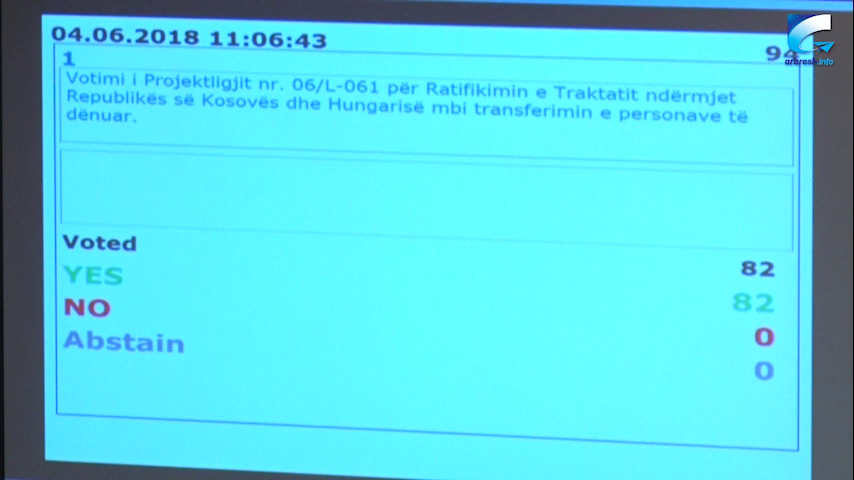 04.06.2018 11:06:43
94
1
Votimi i Projektligjit nr. 06/L-061 për Ratifikimin e Traktatit ndërmjet
Republikës së Kosovës dhe Hungarisë mbi transferimin e personave të
dënuar.
Voted 82
YES 82
NO 0
Abstain 0